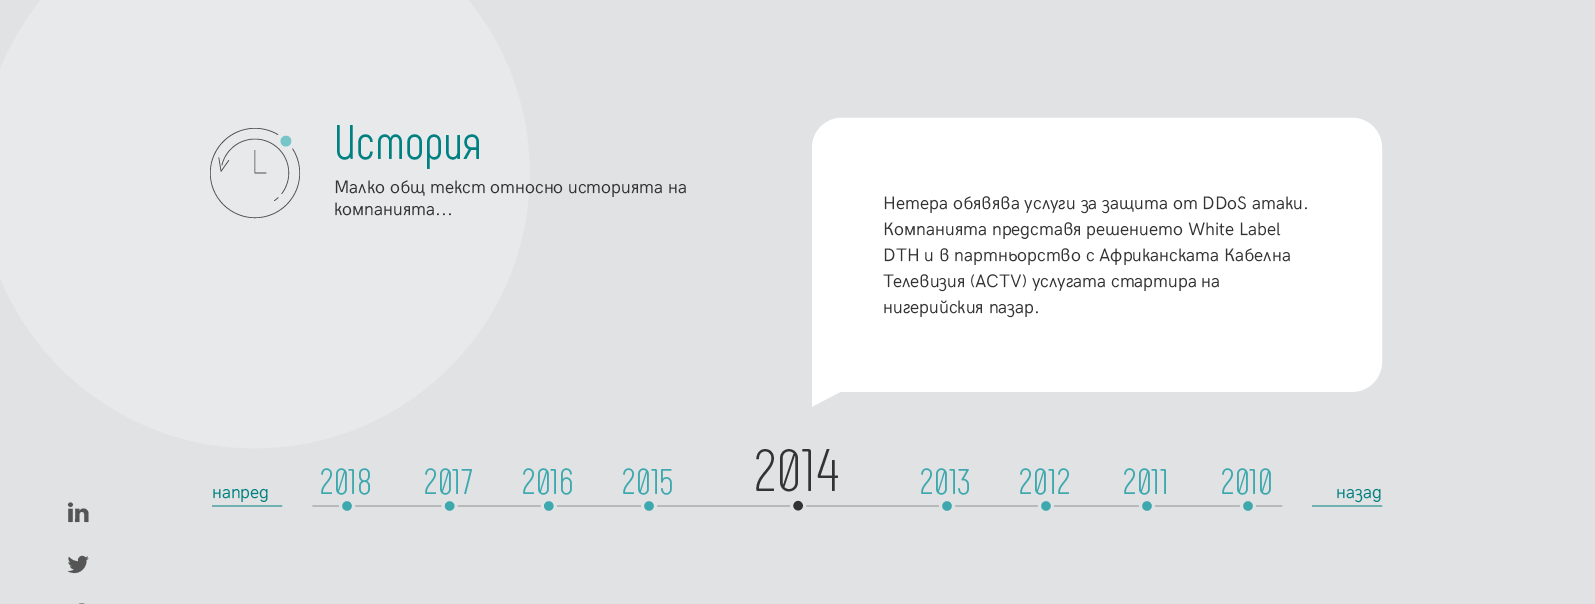 История
Малко общ текст относно историята на
компанията...
Нетера обявява услуги за защита от DDoS атаки.
Компанията представя решението White Label
DTH и в партньорство с Африканската Кабелна
Телевизия (ACTV) услугата стартира на
нигерийския пазар.
напред 2018 2017 2016 2015 2014 2013 2012 2011 2010 назад
in